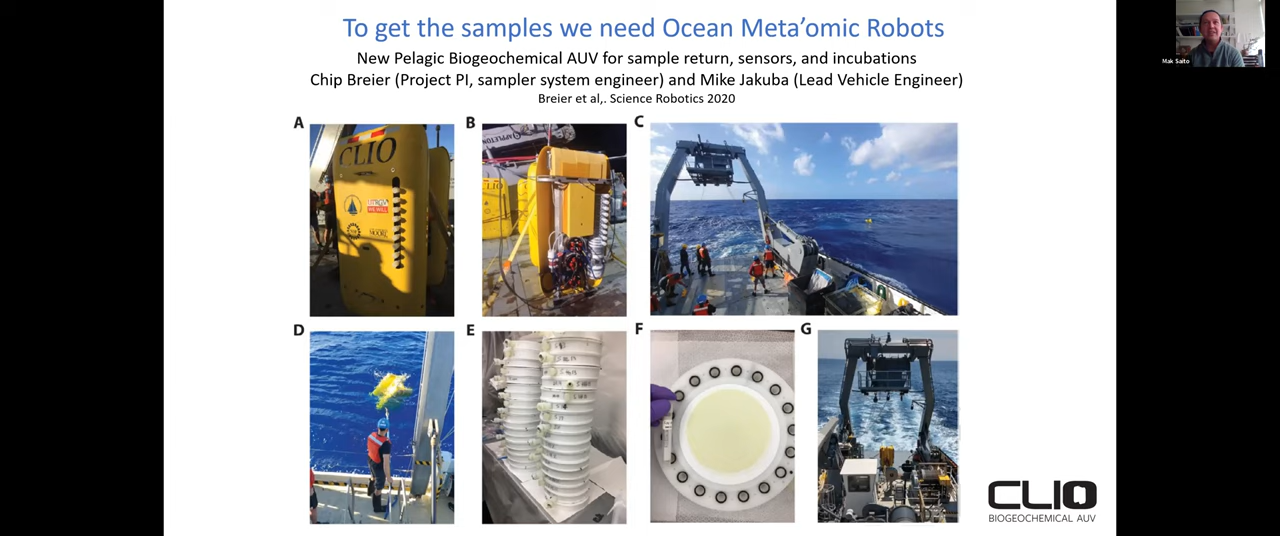 To get the samples we need Ocean Meta'omic Robots
New Pelagic Biogeochemical AUV for sample return, sensors, and incubations
Chip Breier (Project PI, sampler system engineer) and Mike Jakuba (Lead Vehicle Engineer)
Breier et al,. Science Robotics 2020
Mak Saito
A
B
C
CLIO
CLIO
D
E
F
G
CLIO
BIOGEOCHEMICAL AUV